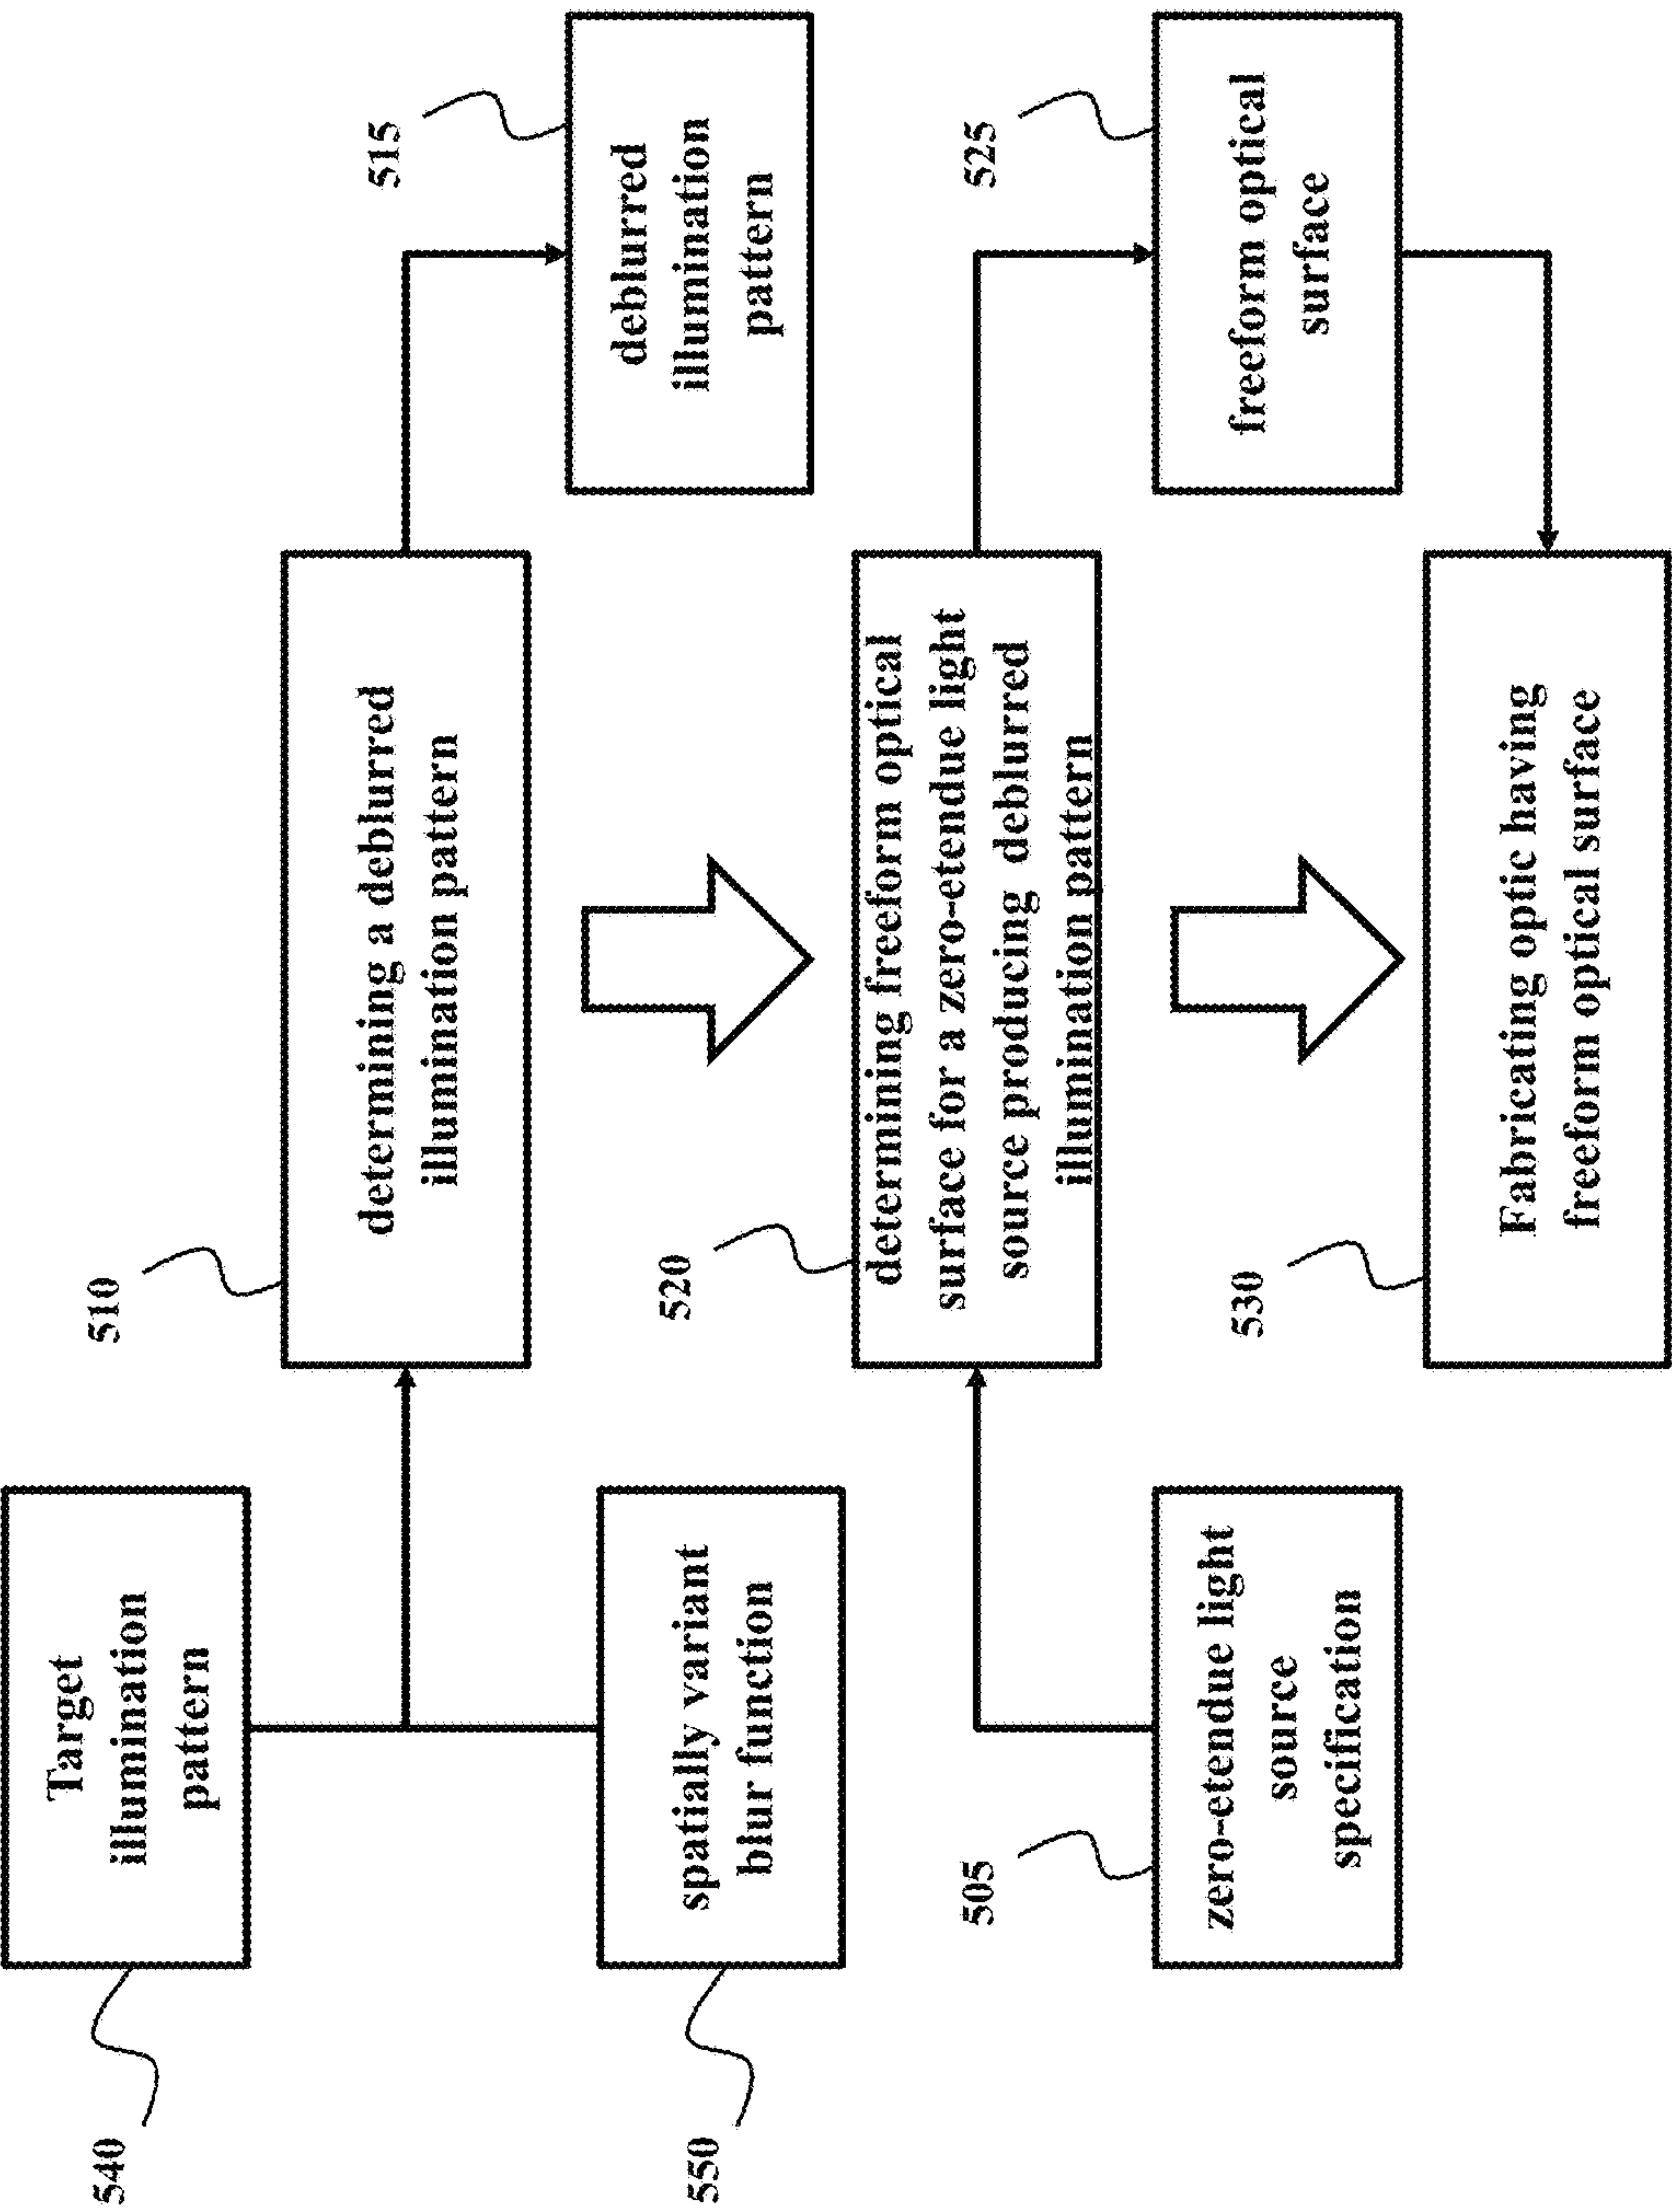 540
Target
illumination
pattern
550
spatially variant
blur function
510
determining a deblurred
illumination pattern
515
deblurred
illumination
pattern
505
zero-etendue light
source
specification
520
determining freeform optical
surface for a zero-etendue light
source producing deblurred
illumination pattern
525
freeform optical
surface
530
Fabricating optic having
freeform optical surface